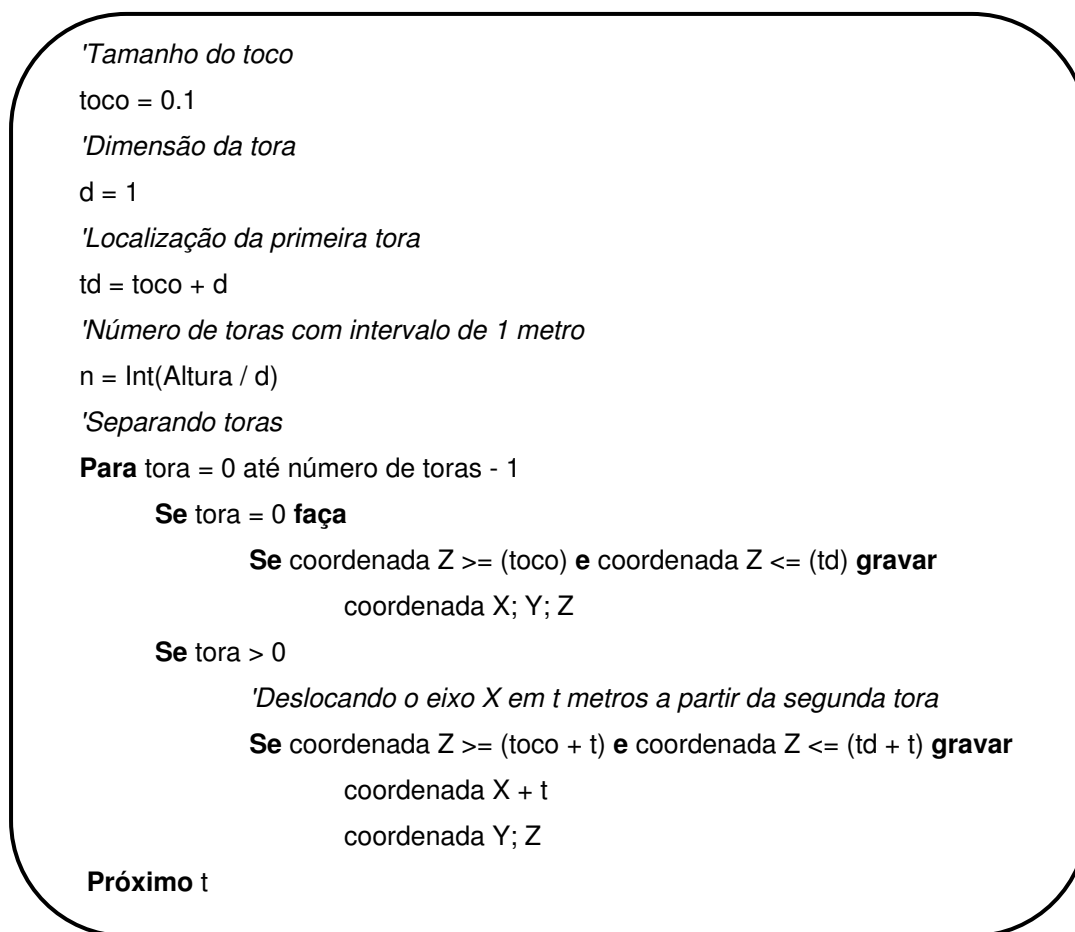 'Tamanho do toco
toco = 0.1
'Dimensão da tora
d = 1
'Localização da primeira tora
td = toco + d
'Número de toras com intervalo de 1 metro
n = Int(Altura / d)
'Separando toras
Para tora = 0 até número de toras - 1
Se tora = 0 faça
Se coordenada Z >= (toco) e coordenada Z <= (td) gravar
coordenada X; Y; Z
Se tora > 0
'Deslocando o eixo X em t metros a partir da segunda tora
Se coordenada Z >= (toco + t) e coordenada Z <= (td + t) gravar
coordenada X + t
coordenada Y; Z
Próximo t